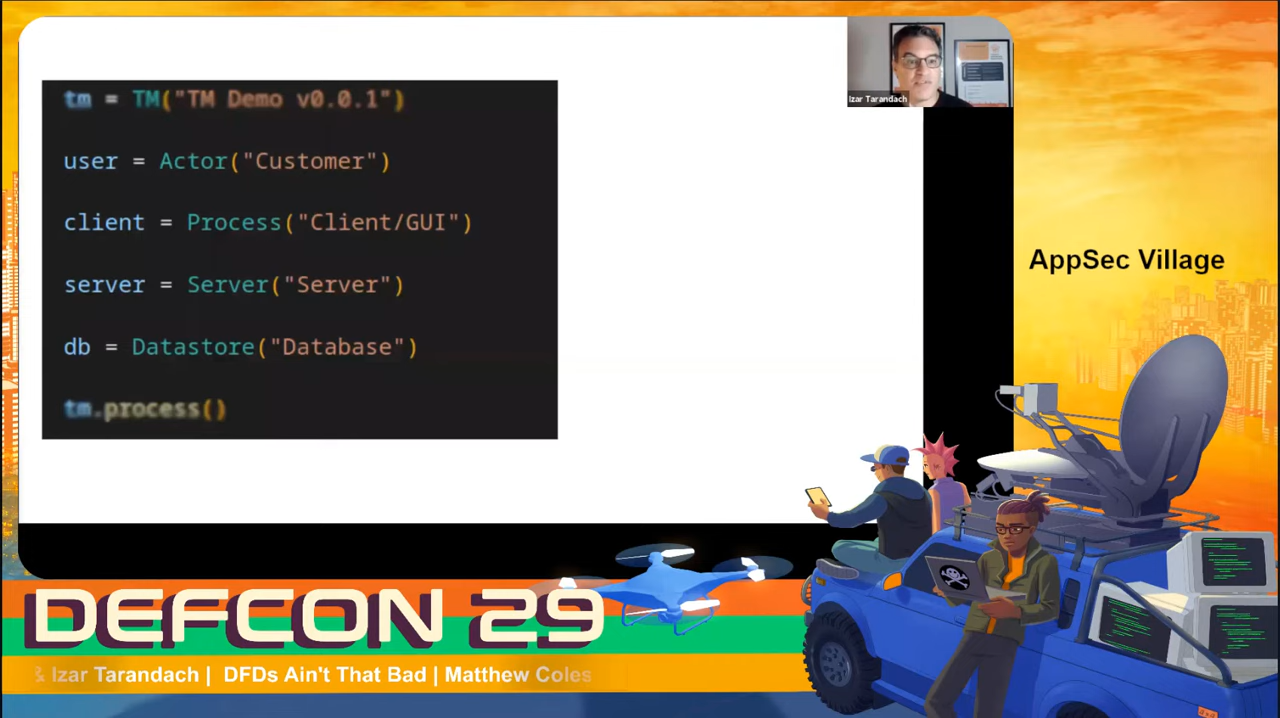 tm = TM("TM Demo v0.0.1")
user = Actor("Customer")
client = Process("Client/GUI")
server = Server("Server")
db = Datastore("Database")
tm.process()
Izar Tarandach
AppSec Village
DEFCON 29
& Izar Tarandach | DFDs Ain't That Bad | Matthew Coles